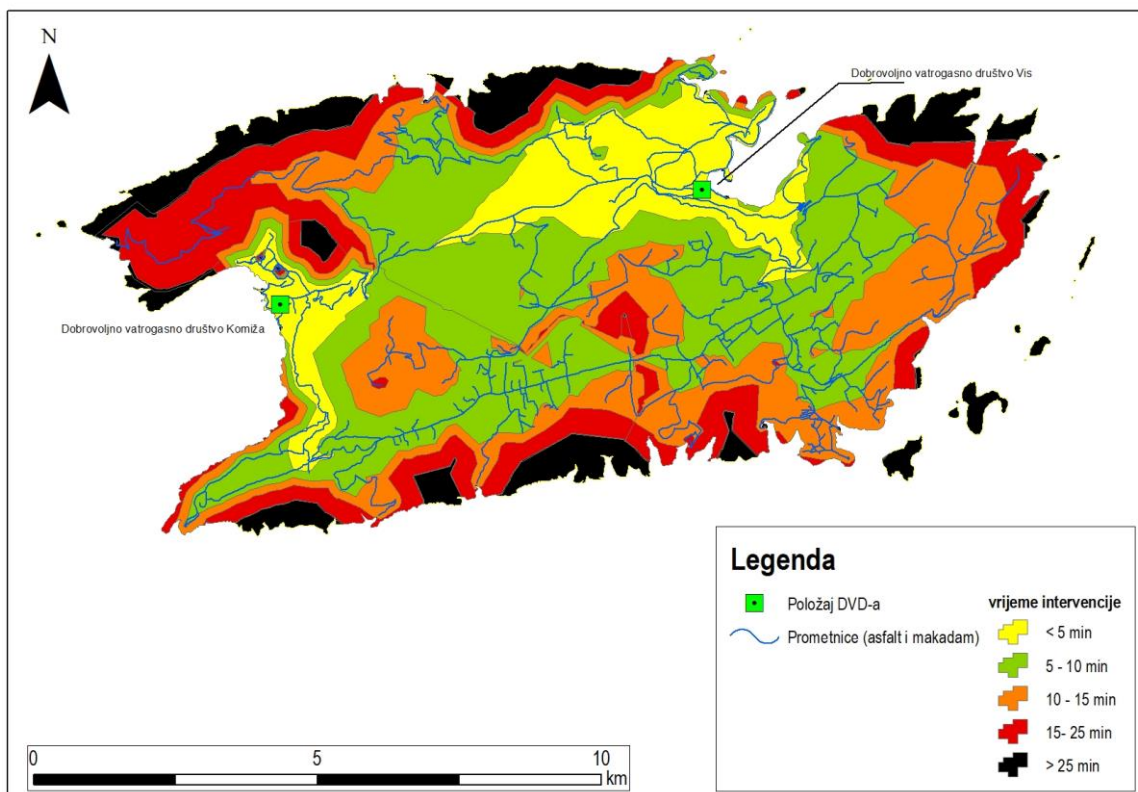 N
Dobrovoljno vatrogasno društvo Vis
Dobrovoljno vatrogasno društvo Komiža
Legenda
Položaj DVD-a
Prometnice (asfalt i makadam)
vrijeme intervencije
< 5 min
5 - 10 min
10 - 15 min
15- 25 min
> 25 min
0 5 10
km